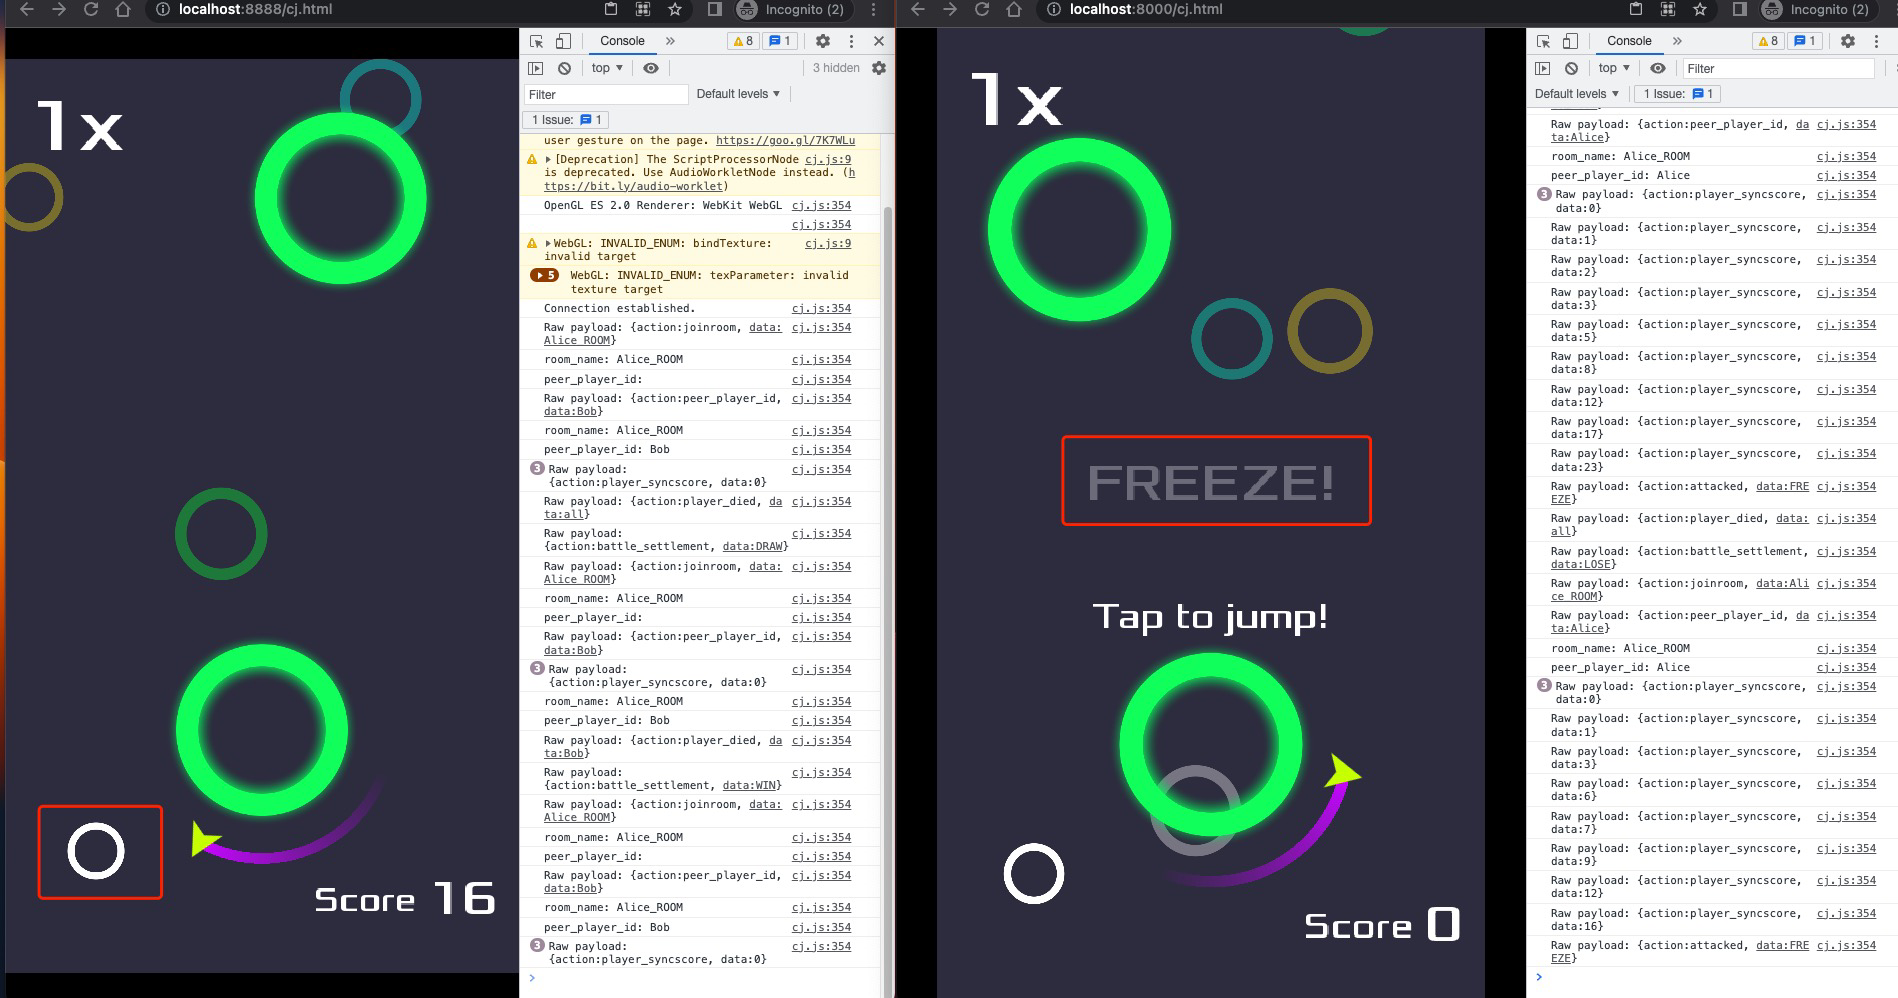 localhost:8888/cj.html
Incognito (2)
1x
Score 16
Console
8
1
top
3 hidden
Filter
Default levels
1 Issue:
1
user gesture on the page. https://goo.gl/7K7WLu
[Deprecation] The ScriptProcessorNode cj.js:9
is deprecated. Use AudioWorkletNode instead. (h
ttps://bit.ly/audio-worklet)
OpenGL ES 2.0 Renderer: WebKit WebGL cj.js:354
cj.js:354
WebGL: INVALID_ENUM: bindTexture: cj.js:9
invalid target
5 WebGL: INVALID_ENUM: texParameter: invalid
texture target
Connection established. cj.js:354
Raw payload: {action:joinroom, data: cj.js:354
Alice_ROOM}
room_name: Alice_ROOM cj.js:354
peer_player_id: cj.js:354
Raw payload: {action:peer_player_id, cj.js:354
data:Bob}
room_name: Alice_ROOM cj.js:354
peer_player_id: Bob cj.js:354
3 Raw payload: cj.js:354
{action:player_syncscore, data:0}
Raw payload: {action:player_died, da cj.js:354
ta:all}
Raw payload: cj.js:354
{action:battle_settlement, data:DRAW}
Raw payload: {action:joinroom, data: cj.js:354
Alice_ROOM}
room_name: Alice_ROOM cj.js:354
peer_player_id: cj.js:354
Raw payload: {action:peer_player_id, cj.js:354
data:Bob}
3 Raw payload: cj.js:354
{action:player_syncscore, data:0}
room_name: Alice_ROOM cj.js:354
peer_player_id: Bob cj.js:354
Raw payload: {action:player_died, da cj.js:354
ta:Bob}
Raw payload: cj.js:354
{action:battle_settlement, data:WIN}
Raw payload: {action:joinroom, data: cj.js:354
Alice_ROOM}
room_name: Alice_ROOM cj.js:354
peer_player_id: cj.js:354
Raw payload: {action:peer_player_id, cj.js:354
data:Bob}
room_name: Alice_ROOM cj.js:354
peer_player_id: Bob cj.js:354
3 Raw payload: cj.js:354
{action:player_syncscore, data:0}
localhost:8000/cj.html
Incognito (2)
1x
FREEZE!
Tap to jump!
Score 0
Console
8
1
top
Filter
Default levels
1 Issue:
1
Raw payload: {action:peer_player_id, da cj.js:354
ta:Alice}
room_name: Alice_ROOM cj.js:354
peer_player_id: Alice cj.js:354
3 Raw payload: {action:player_syncscore, cj.js:354
data:0}
Raw payload: {action:player_syncscore, cj.js:354
data:1}
Raw payload: {action:player_syncscore, cj.js:354
data:2}
Raw payload: {action:player_syncscore, cj.js:354
data:3}
Raw payload: {action:player_syncscore, cj.js:354
data:5}
Raw payload: {action:player_syncscore, cj.js:354
data:8}
Raw payload: {action:player_syncscore, cj.js:354
data:12}
Raw payload: {action:player_syncscore, cj.js:354
data:17}
Raw payload: {action:player_syncscore, cj.js:354
data:23}
Raw payload: {action:attacked, data:FRE cj.js:354
EZE}
Raw payload: {action:player_died, data: cj.js:354
all}
Raw payload: {action:battle_settlement, cj.js:354
data:LOSE}
Raw payload: {action:joinroom, data:Ali cj.js:354
ce_ROOM}
Raw payload: {action:peer_player_id, da cj.js:354
ta:Alice}
room_name: Alice_ROOM cj.js:354
peer_player_id: Alice cj.js:354
3 Raw payload: {action:player_syncscore, cj.js:354
data:0}
Raw payload: {action:player_syncscore, cj.js:354
data:1}
Raw payload: {action:player_syncscore, cj.js:354
data:3}
Raw payload: {action:player_syncscore, cj.js:354
data:6}
Raw payload: {action:player_syncscore, cj.js:354
data:7}
Raw payload: {action:player_syncscore, cj.js:354
data:9}
Raw payload: {action:player_syncscore, cj.js:354
data:12}
Raw payload: {action:player_syncscore, cj.js:354
data:16}
Raw payload: {action:attacked, data:FRE cj.js:354
EZE}